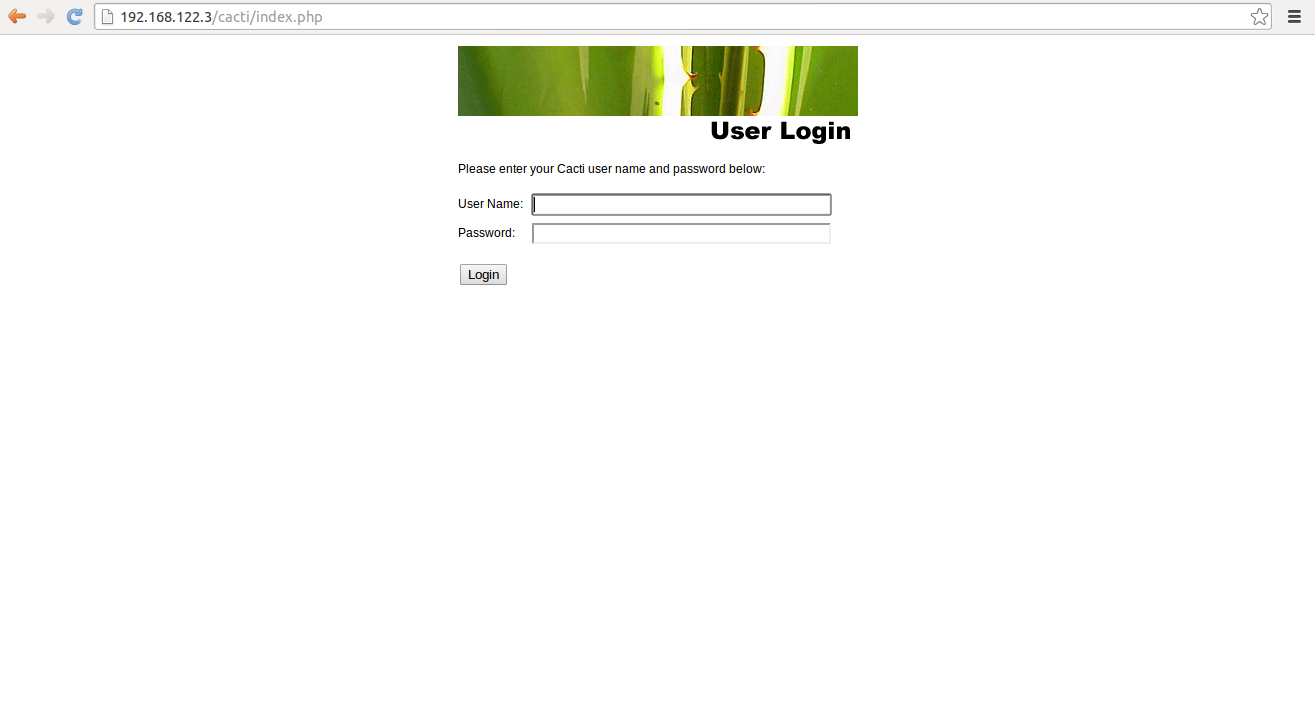 192.168.122.3/cacti/index.php
User Login
Please enter your Cacti user name and password below:
User Name:
Password:
Login